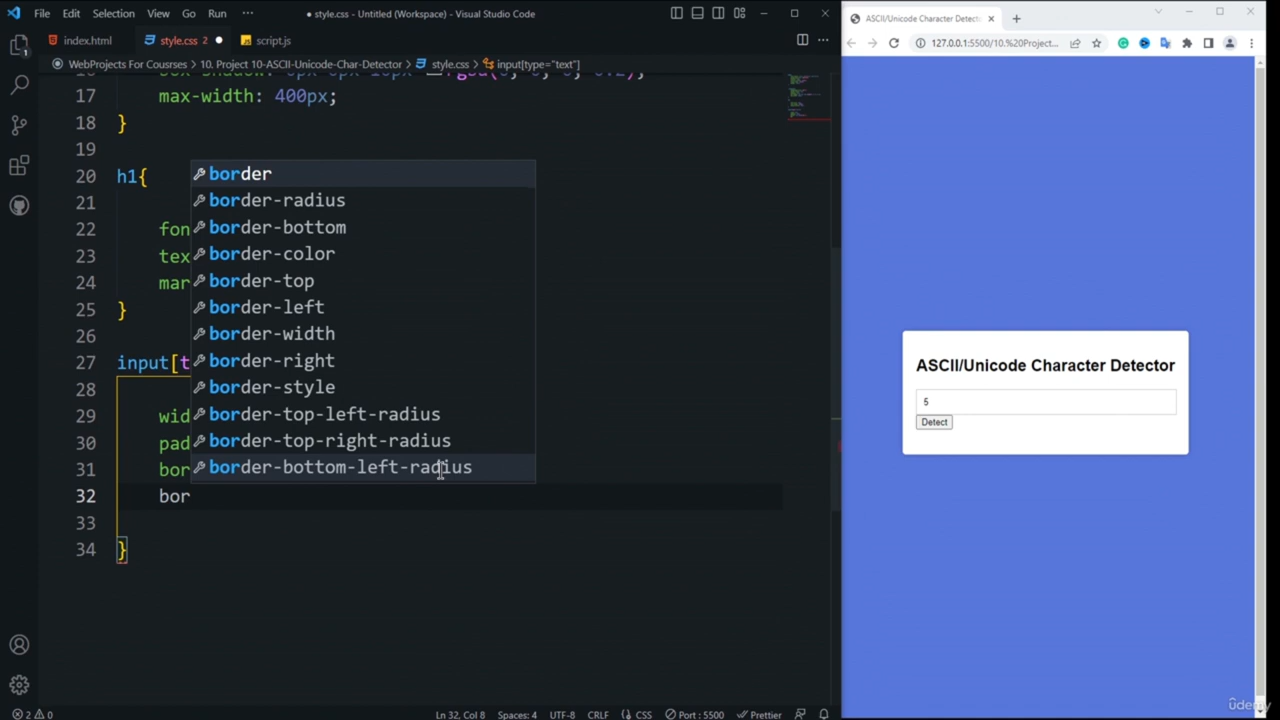 File Edit Selection View Go Run ···
● style.css - Untitled (Workspace) - Visual Studio Code
index.html
style.css 2 ●
script.js
WebProjects For Coursses > 10. Project 10-ASCII-Unicode-Char-Detector > style.css > input[type="text"]
17 max-width: 400px;
18 }
19
20 h1{
21
22 fon
23 tex
24 mar
25 }
26
27 input[t
28
29 wid
30 pad
31 bor
32 bor
33
34 }
border
border-radius
border-bottom
border-color
border-top
border-left
border-width
border-right
border-style
border-top-left-radius
border-top-right-radius
border-bottom-left-radius
1
2 0
Ln 32, Col 8 Spaces: 4 UTF-8 CRLF {} CSS Port : 5500 Prettier
ASCII/Unicode Character Detecto
127.0.0.1:5500/10.%20Project...
ASCII/Unicode Character Detector
5
Detect
udemy